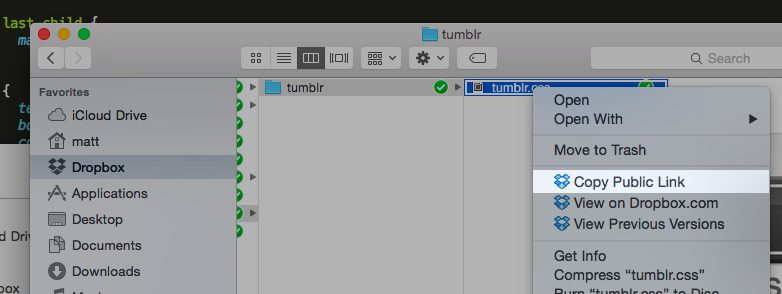 last child {
ma
{
te
bo
co
tumblr
Search
Favorites
iCloud Drive
matt
Dropbox
Applications
Desktop
Documents
Downloads
tumblr
tumblr.css
Open
Open With
Move to Trash
Copy Public Link
View on Dropbox.com
View Previous Versions
Get Info
Compress “tumblr.css”
Burn “tumblr.css” to Disc
ud Driv
box